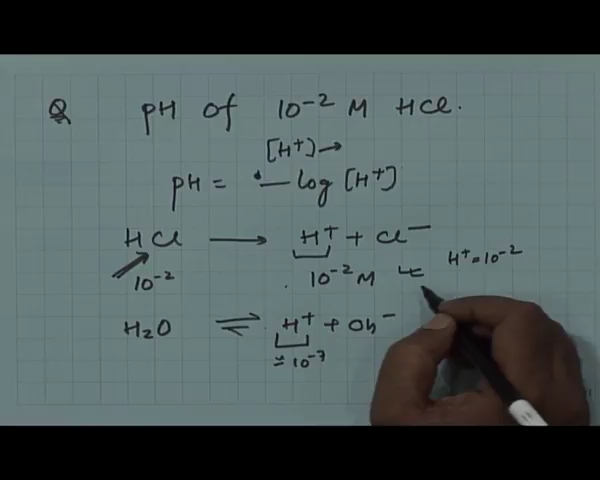 Q pH of 10⁻² M HCl.
[H⁺] →
pH = - log [H⁺]
HCl → H⁺ + Cl⁻
H⁺ = 10⁻²
10⁻² 10⁻² M
H₂O ⇌ H⁺ + Oh⁻
≃ 10⁻⁷